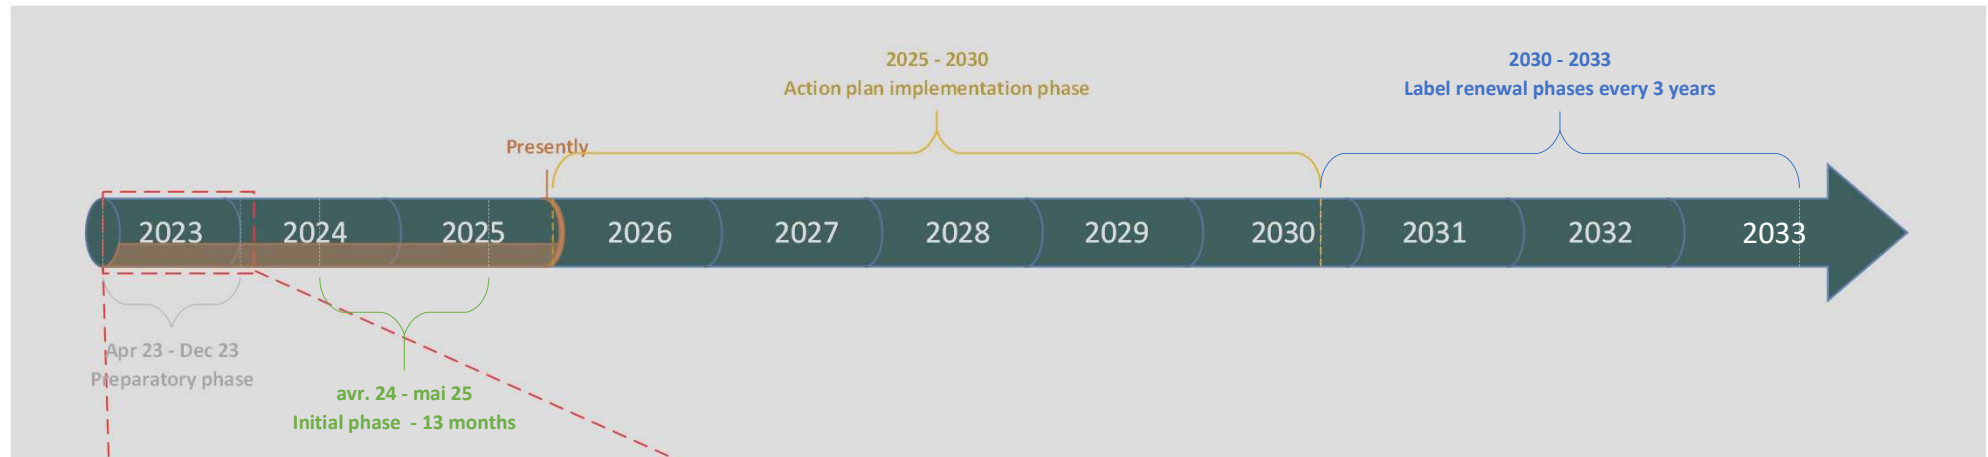 2025 - 2030
Action plan implementation phase
2030 - 2033
Label renewal phases every 3 years
Presently
2023
2024
2025
2026
2027
2028
2029
2030
2031
2032
2033
Apr 23 - Dec 23
Preparatory phase
avr. 24 - mai 25
Initial phase  - 13 months